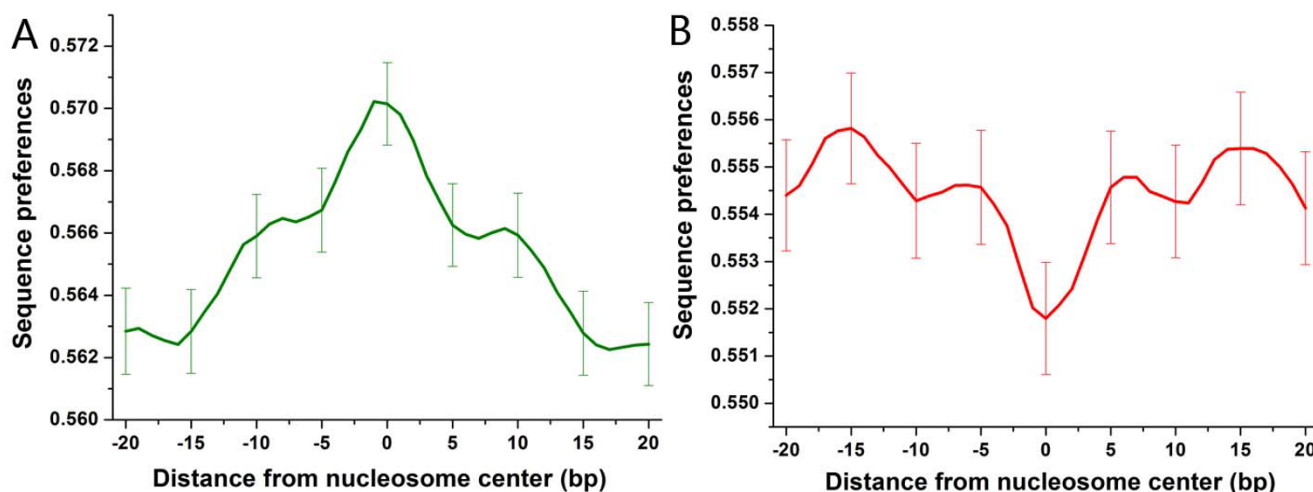 A
Sequence preferences
0.572
0.570
0.568
0.566
0.564
0.562
0.560
-20 -15 -10 -5 0 5 10 15 20
Distance from nucleosome center (bp)
B
Sequence preferences
0.558
0.557
0.556
0.555
0.554
0.553
0.552
0.551
0.550
-20 -15 -10 -5 0 5 10 15 20
Distance from nucleosome center (bp)